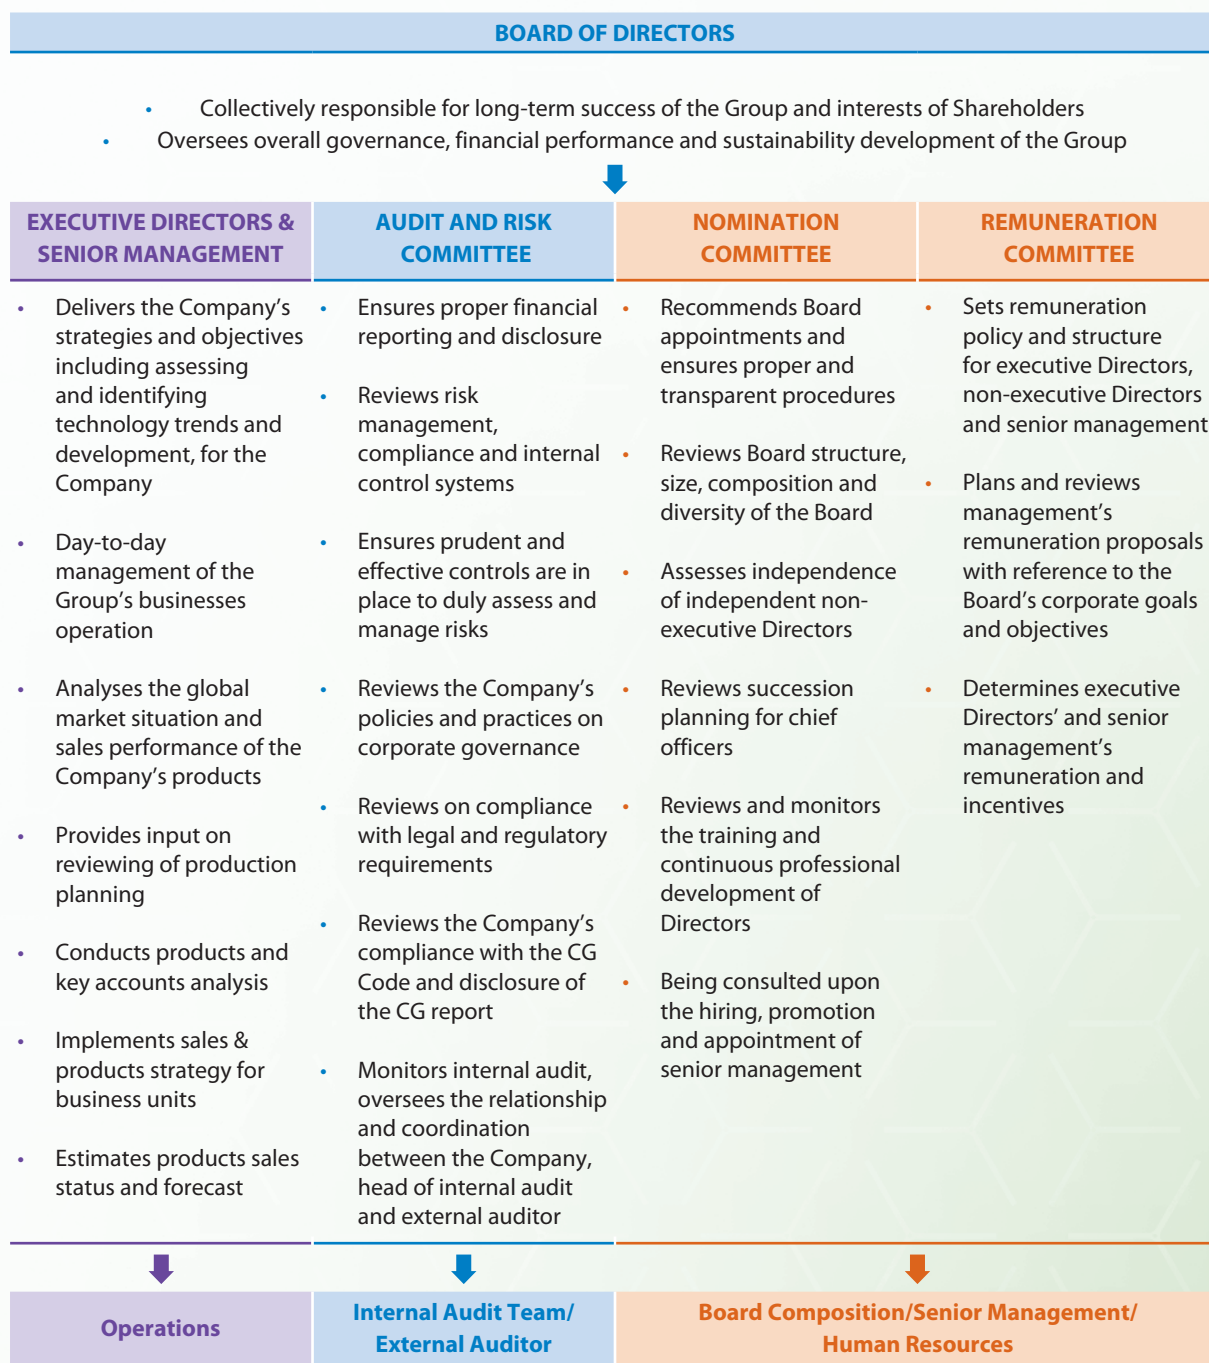 BOARD OF DIRECTORS
• Collectively responsible for long-term success of the Group and interests of Shareholders
• Oversees overall governance, financial performance and sustainability development of the Group
EXECUTIVE DIRECTORS &
SENIOR MANAGEMENT
• Delivers the Company’s
strategies and objectives
including assessing
and identifying
technology trends and
development, for the
Company
• Day-to-day
management of the
Group’s businesses
operation
• Analyses the global
market situation and
sales performance of the
Company’s products
• Provides input on
reviewing of production
planning
• Conducts products and
key accounts analysis
• Implements sales &
products strategy for
business units
• Estimates products sales
status and forecast
Operations
AUDIT AND RISK
COMMITTEE
• Ensures proper financial
reporting and disclosure
• Reviews risk
management,
compliance and internal
control systems
• Ensures prudent and
effective controls are in
place to duly assess and
manage risks
• Reviews the Company’s
policies and practices on
corporate governance
• Reviews on compliance
with legal and regulatory
requirements
• Reviews the Company’s
compliance with the CG
Code and disclosure of
the CG report
• Monitors internal audit,
oversees the relationship
and coordination
between the Company,
head of internal audit
and external auditor
Internal Audit Team/
External Auditor
NOMINATION
COMMITTEE
• Recommends Board
appointments and
ensures proper and
transparent procedures
• Reviews Board structure,
size, composition and
diversity of the Board
• Assesses independence
of independent non-
executive Directors
• Reviews succession
planning for chief
officers
• Reviews and monitors
the training and
continuous professional
development of
Directors
• Being consulted upon
the hiring, promotion
and appointment of
senior management
REMUNERATION
COMMITTEE
• Sets remuneration
policy and structure
for executive Directors,
non-executive Directors
and senior management
• Plans and reviews
management’s
remuneration proposals
with reference to the
Board’s corporate goals
and objectives
• Determines executive
Directors’ and senior
management’s
remuneration and
incentives
Board Composition/Senior Management/
Human Resources